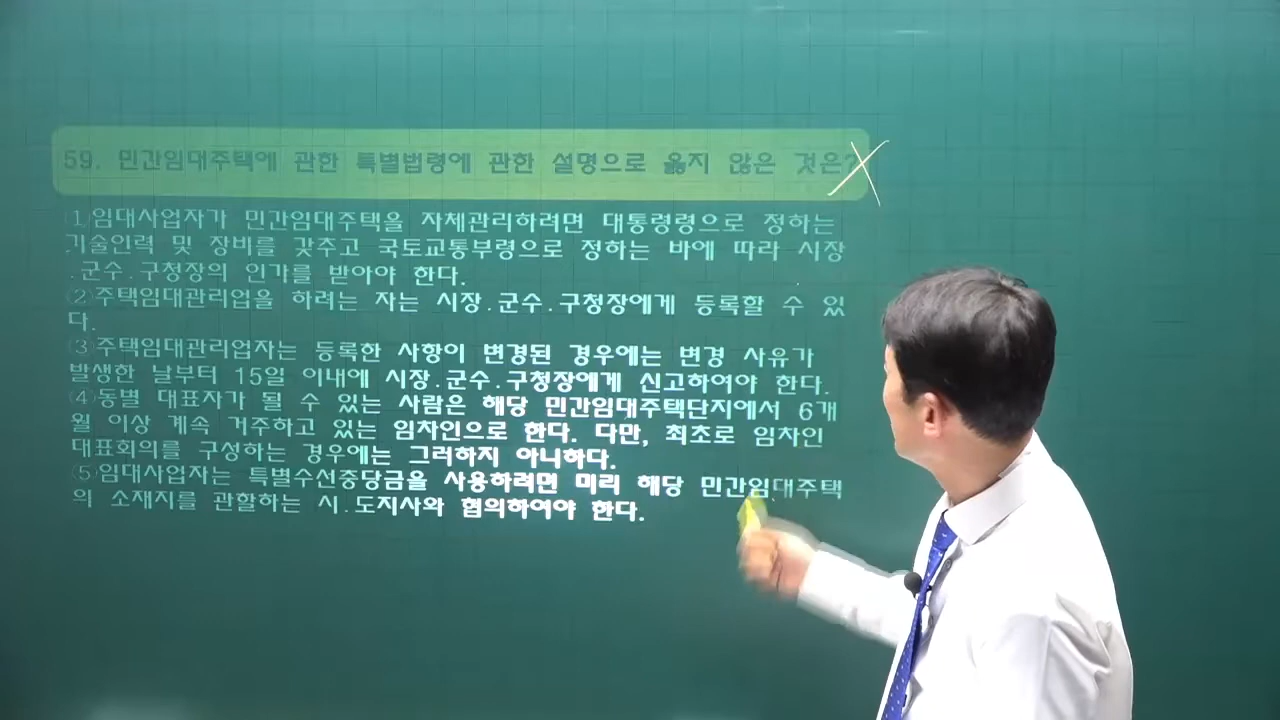 59. 민간임대주택에 관한 특별법령에 관한 설명으로 옳지 않은 것은?
(1)임대사업자가 민간임대주택을 자체관리하려면 대통령령으로 정하는
기술인력 및 장비를 갖추고 국토교통부령으로 정하는 바에 따라 시장
.군수.구청장의 인가를 받아야 한다.
(2)주택임대관리업을 하려는 자는 시장.군수.구청장에게 등록할 수 있
다.
(3)주택임대관리업자는 등록한 사항이 변경된 경우에는 변경 사유가
발생한 날부터 15일 이내에 시장.군수.구청장에게 신고하여야 한다.
(4)동별 대표자가 될 수 있는 사람은 해당 민간임대주택단지에서 6개
월 이상 계속 거주하고 있는 임차인으로 한다. 다만, 최초로 임차인
대표회의를 구성하는 경우에는 그러하지 아니하다.
(5)임대사업자는 특별수선충당금을 사용하려면 미리 해당 민간임대주택
의 소재지를 관할하는 시.도지사와 협의하여야 한다.